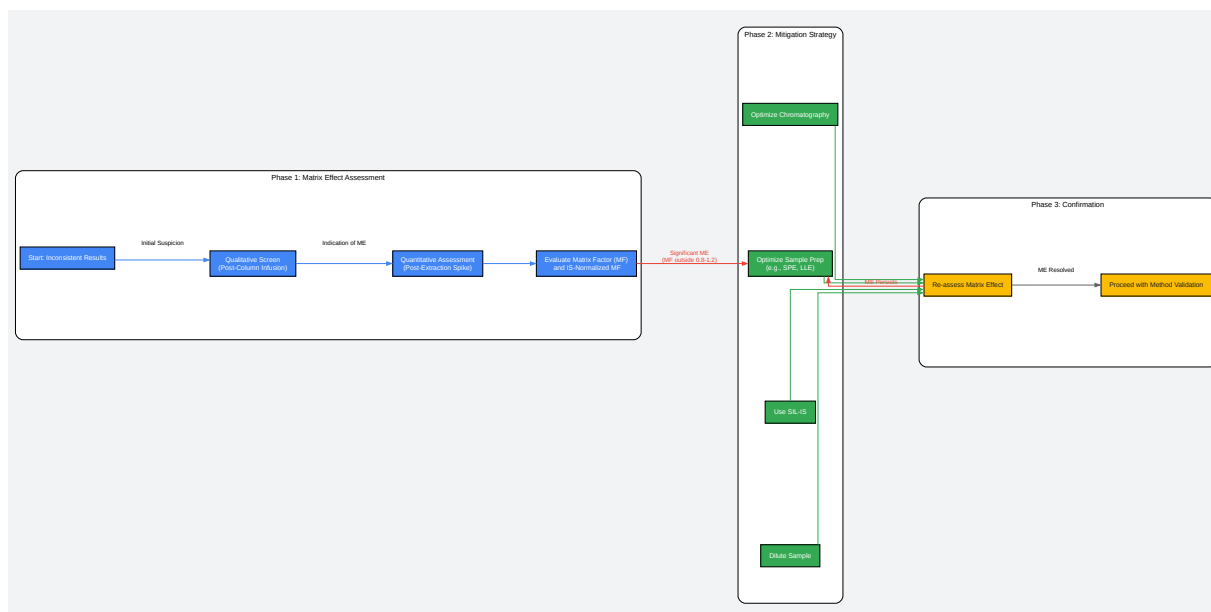 Phase 1: Matrix Effect Assessment
Start: Inconsistent Results
Initial Suspicion
Qualitative Screen
(Post-Column Infusion)
Indication of ME
Quantitative Assessment
(Post-Extraction Spike)
Evaluate Matrix Factor (MF)
and IS-Normalized MF
Significant ME
(MF outside 0.8-1.2)
Phase 2: Mitigation Strategy
Optimize Chromatography
Optimize Sample Prep
(e.g., SPE, LLE)
Use SIL-IS
Dilute Sample
ME Persists
Phase 3: Confirmation
Re-assess Matrix Effect
ME Resolved
Proceed with Method Validation